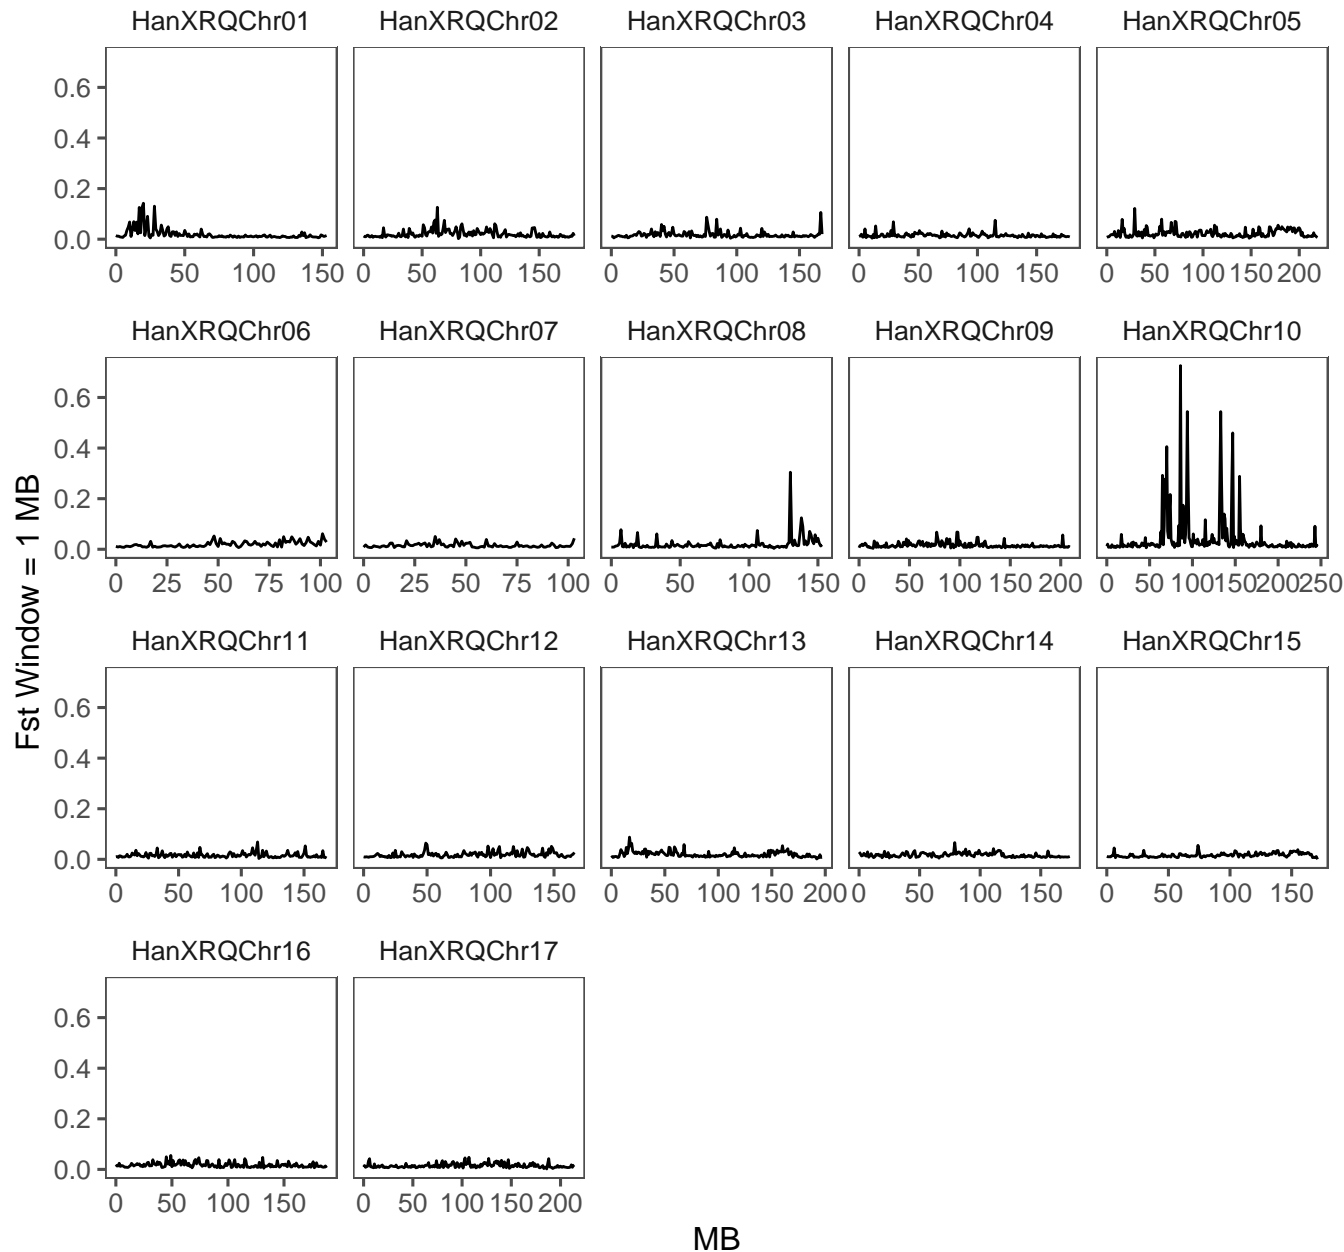 HanXRQChr01 HanXRQChr02 HanXRQChr03 HanXRQChr04 HanXRQChr05
0.6
0.4
0.2
0.0
0 50 100 150 0 50 100 150 0 50 100 150 0 50 100 150 0 50 100 150 200
HanXRQChr06 HanXRQChr07 HanXRQChr08 HanXRQChr09 HanXRQChr10
0.6
0.4
0.2
0.0
0 25 50 75 100 0 25 50 75 100 0 50 100 150 0 50 100 150 200 0 50 100 150 200 250
Fst Window = 1 MB
HanXRQChr11 HanXRQChr12 HanXRQChr13 HanXRQChr14 HanXRQChr15
0.6
0.4
0.2
0.0
0 50 100 150 0 50 100 150 0 50 100 150 200 0 50 100 150 0 50 100 150
HanXRQChr16 HanXRQChr17
0.6
0.4
0.2
0.0
0 50 100 150 0 50 100 150 200
MB